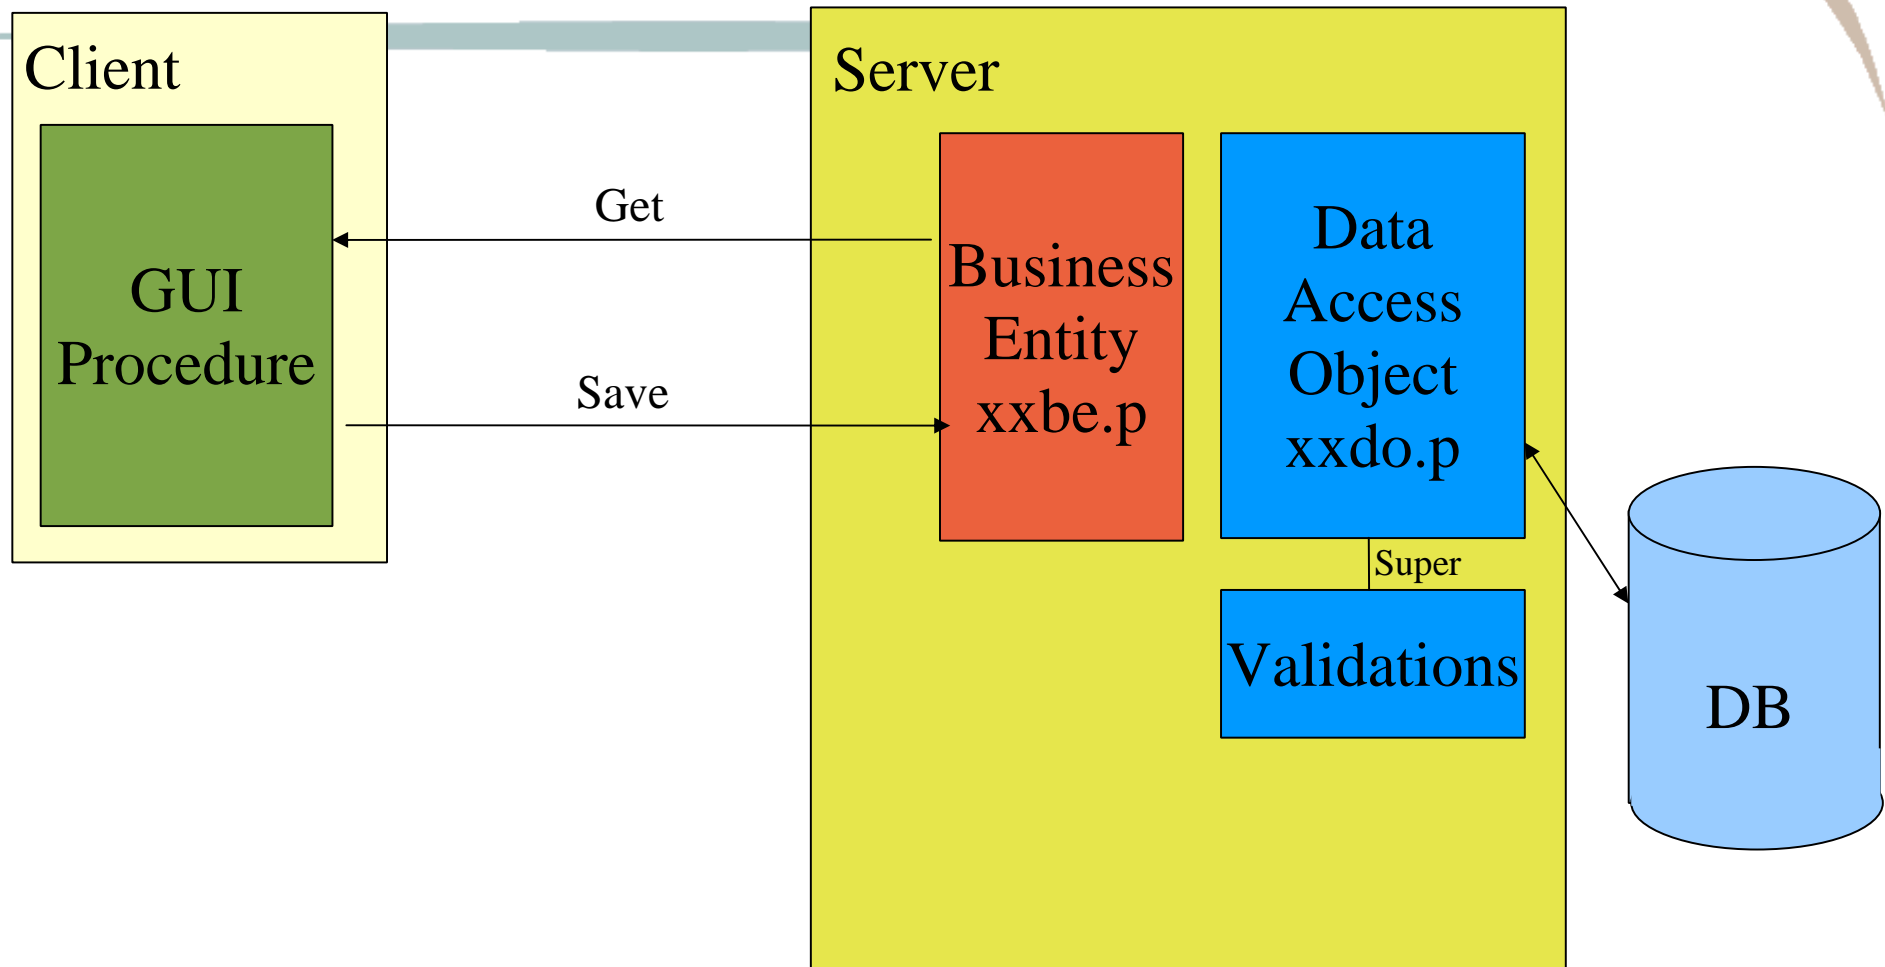 Client
GUI
Procedure
Get
Save
Server
Business
Entity
xxbe.p
Data
Access
Object
xxdo.p
Super
Validations
DB